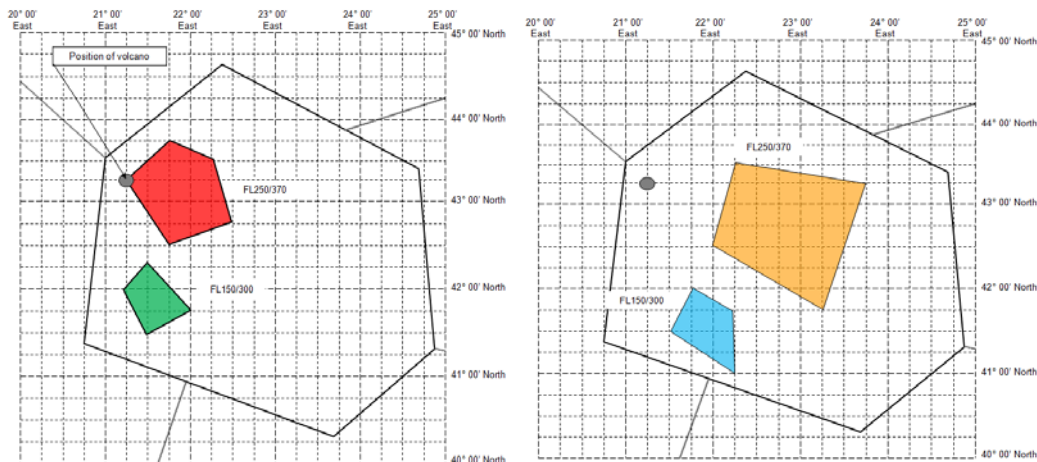 20° 00' East
21° 00' East
22° 00' East
23° 00' East
24° 00' East
25° 00' East
45° 00' North
Position of volcano
44° 00' North
FL250/370
43° 00' North
FL150/300
42° 00' North
41° 00' North
40° 00' North
20° 00' East
21° 00' East
22° 00' East
23° 00' East
24° 00' East
25° 00' East
45° 00' North
44° 00' North
FL250/370
43° 00' North
FL150/300
42° 00' North
41° 00' North
40° 00' North